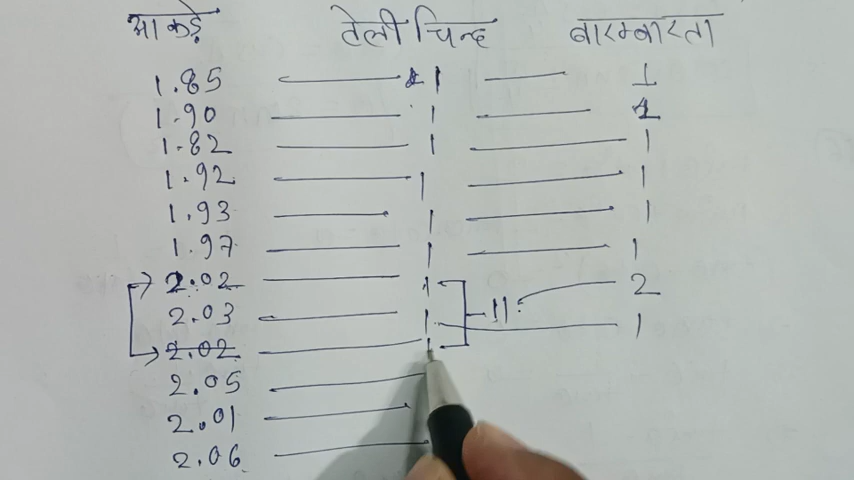 आकड़े टेली चिन्ह बारम्बारता
1.85 1 1
1.90 1 1
1.82 1 1
1.92 1 1
1.93 1 1
1.97 1 1
2.02 1 11 2
2.03 1 1
2.02 1
2.05
2.01
2.06